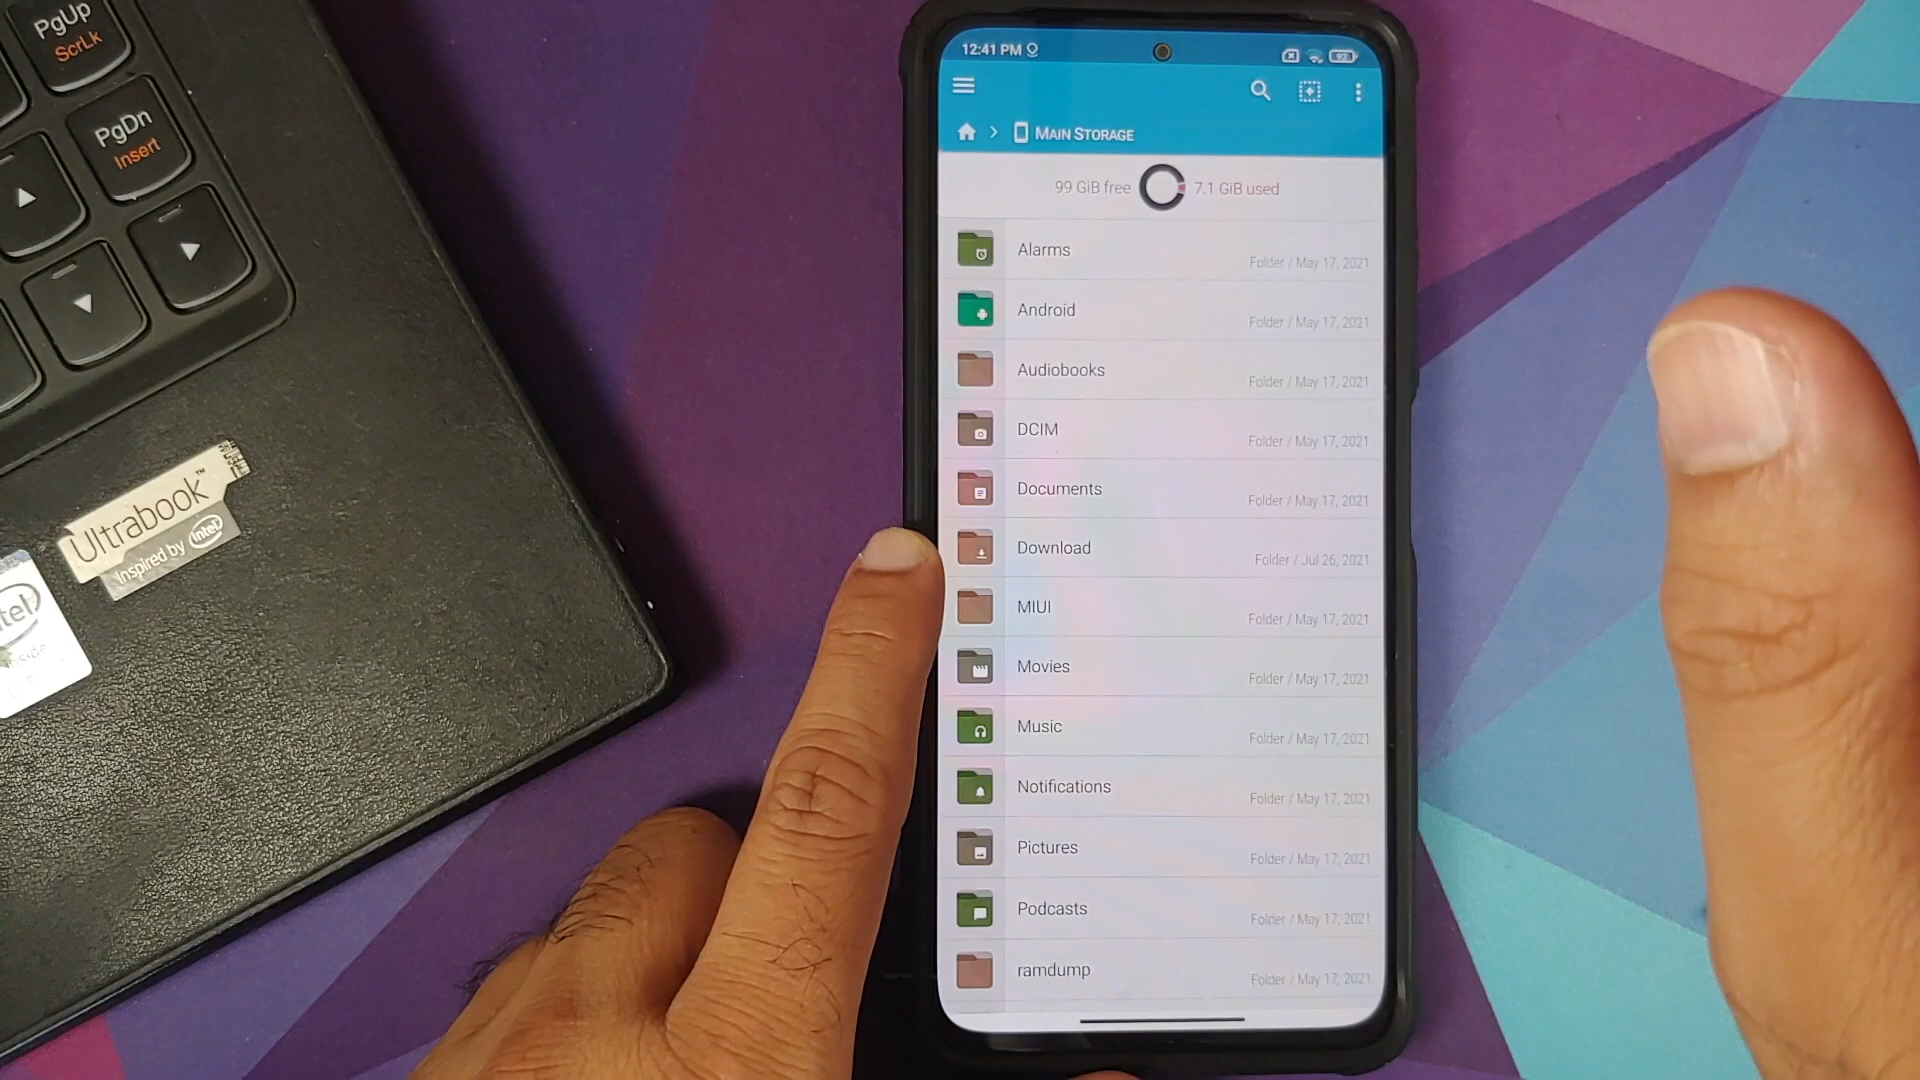 PgUp
ScrLk
PgDn
Insert
Ultrabook™
Inspired by intel
intel
inside
12:41 PM
92
MAIN STORAGE
99 GiB free
7.1 GiB used
Alarms
Folder / May 17, 2021
Android
Folder / May 17, 2021
Audiobooks
Folder / May 17, 2021
DCIM
Folder / May 17, 2021
Documents
Folder / May 17, 2021
Download
Folder / Jul 26, 2021
MIUI
Folder / May 17, 2021
Movies
Folder / May 17, 2021
Music
Folder / May 17, 2021
Notifications
Folder / May 17, 2021
Pictures
Folder / May 17, 2021
Podcasts
Folder / May 17, 2021
ramdump
Folder / May 17, 2021